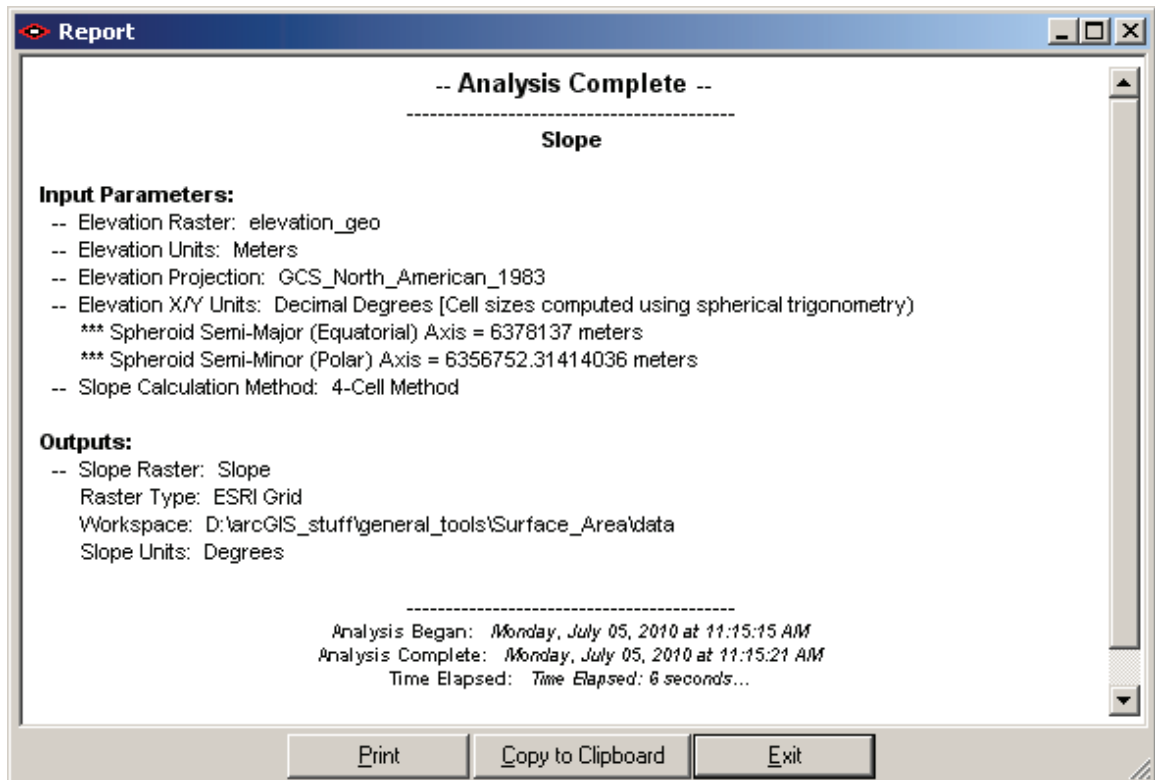 Report
-- Analysis Complete --
-----------------------------------------
Slope
Input Parameters:
-- Elevation Raster: elevation_geo
-- Elevation Units: Meters
-- Elevation Projection: GCS_North_American_1983
-- Elevation X/Y Units: Decimal Degrees [Cell sizes computed using spherical trigonometry)
*** Spheroid Semi-Major (Equatorial) Axis = 6378137 meters
*** Spheroid Semi-Minor (Polar) Axis = 6356752.31414036 meters
-- Slope Calculation Method: 4-Cell Method
Outputs:
-- Slope Raster: Slope
Raster Type: ESRI Grid
Workspace: D:\arcGIS_stuff\general_tools\Surface_Area\data
Slope Units: Degrees
-----------------------------------------
Analysis Began: Monday, July 05, 2010 at 11:15:15 AM
Analysis Complete: Monday, July 05, 2010 at 11:15:21 AM
Time Elapsed: Time Elapsed: 6 seconds...
Print Copy to Clipboard Exit